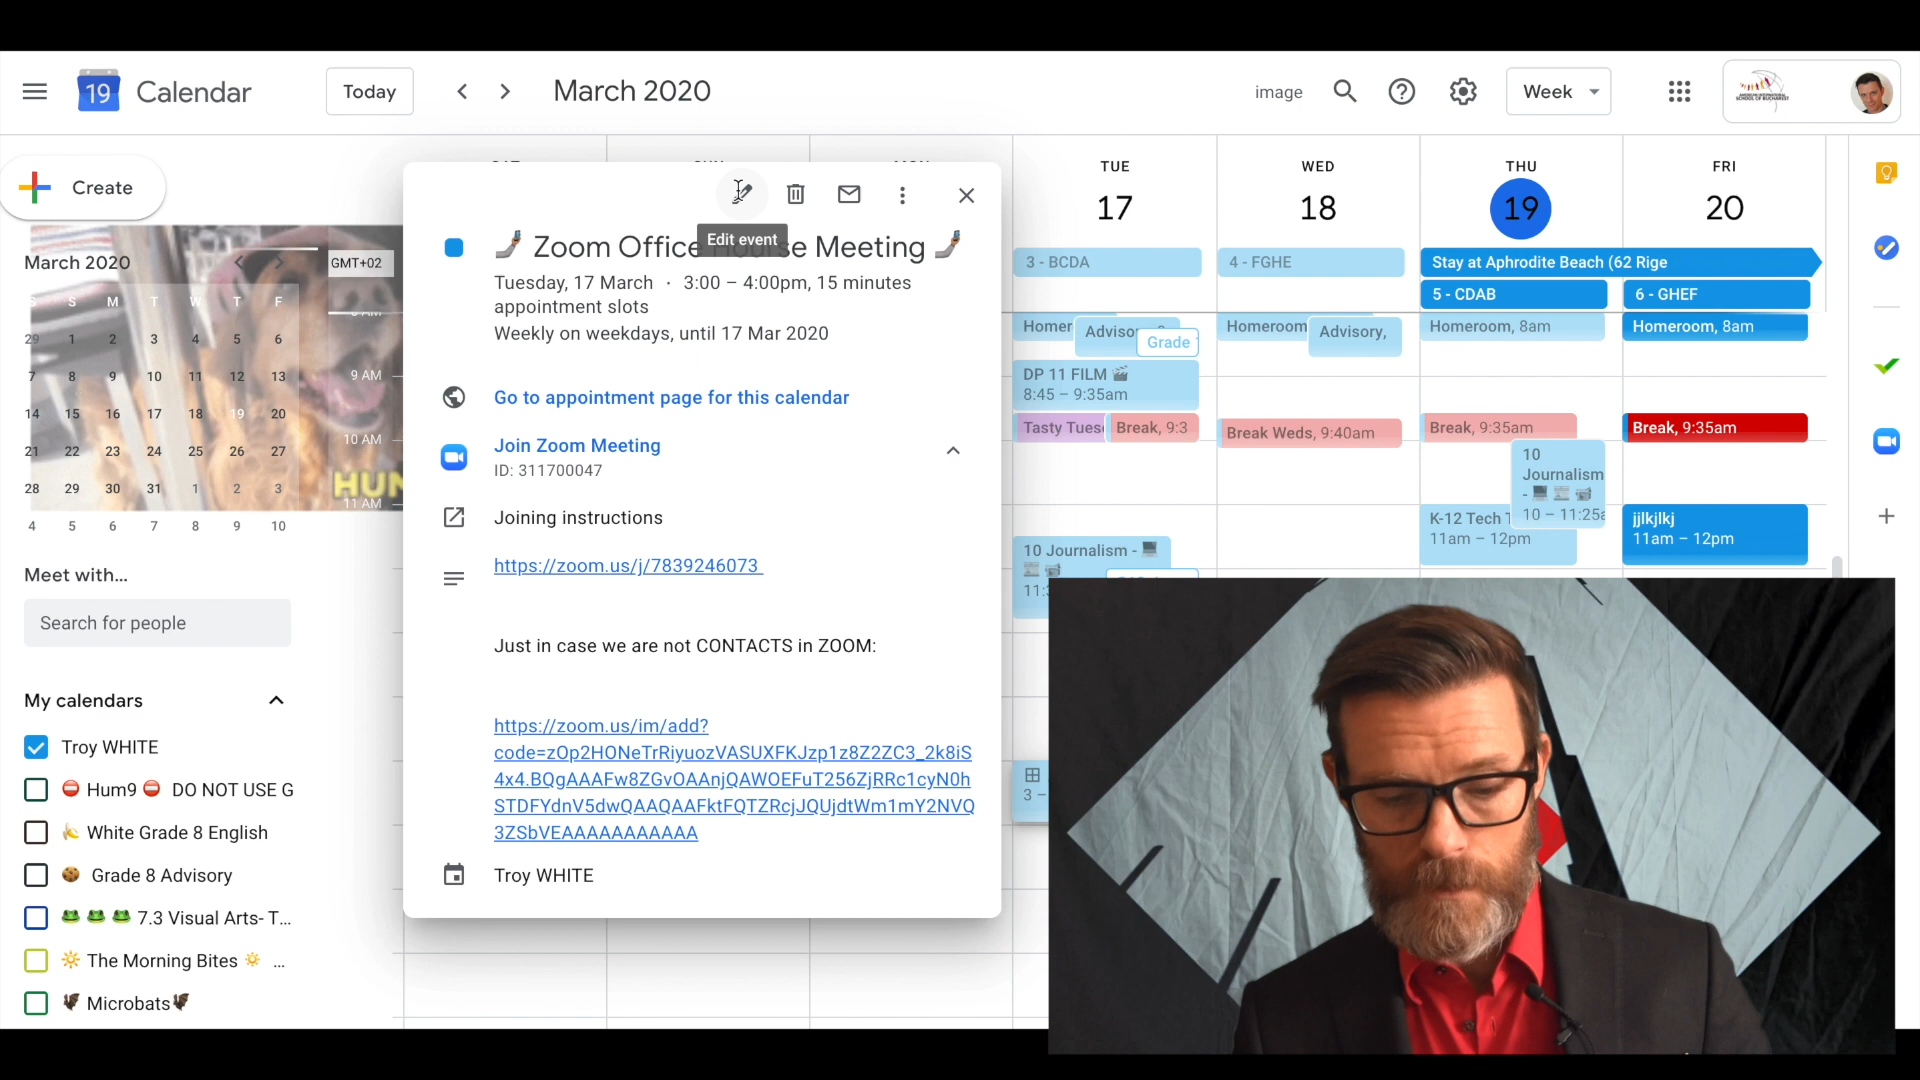 19
Calendar
Today
March 2020
image
Week
AMERICAN INTERNATIONAL
SCHOOL OF BUCHAREST
Create
March 2020
GMT+02
S M T W T F
29 1 2 3 4 5 6
7 8 9 10 11 12 13
14 15 16 17 18 19 20
21 22 23 24 25 26 27
28 29 30 31 1 2 3
4 5 6 7 8 9 10
9 AM
10 AM
11 AM
HUN
Meet with...
Search for people
My calendars
Troy WHITE
Hum9 ⛔ DO NOT USE G
White Grade 8 English
Grade 8 Advisory
7.3 Visual Arts- T...
The Morning Bites ...
Microbats
Edit event
Zoom Office Hourse Meeting
Tuesday, 17 March · 3:00 – 4:00pm, 15 minutes
appointment slots
Weekly on weekdays, until 17 Mar 2020
Go to appointment page for this calendar
Join Zoom Meeting
ID: 311700047
Joining instructions
https://zoom.us/j/7839246073
Just in case we are not CONTACTS in ZOOM:
https://zoom.us/im/add?
code=zOp2HONeTrRiyuozVASUXFKJzp1z8Z2ZC3_2k8iS
4x4.BQgAAAFw8ZGvOAAnjQAWOEFuT256ZjRRc1cyN0h
STDFYdnV5dwQAAQAAFktFQTZRcjJQUjdtWm1mY2NVQ
3ZSbVEAAAAAAAAAAA
Troy WHITE
TUE
17
WED
18
THU
19
FRI
20
3 - BCDA
4 - FGHE
Stay at Aphrodite Beach (62 Rige
5 - CDAB
6 - GHEF
Homer
Grade
Homeroom
Advisory,
Homeroom, 8am
Homeroom, 8am
DP 11 FILM
8:45 – 9:35am
Break, 9:3
Break Weds, 9:40am
Break, 9:35am
Break, 9:35am
10
Journalism
-
K-12 Tech
11am – 12pm
jjlkjlkj
11am – 12pm
10 Journalism -
3 –